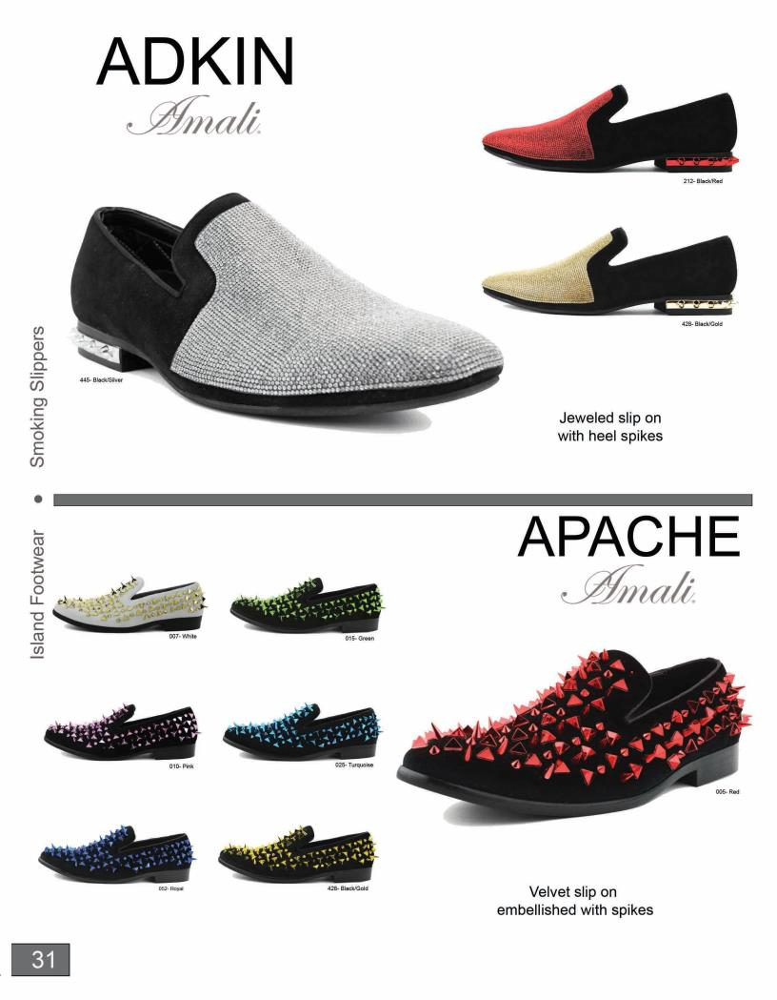 ADKIN
Amali.
212- Black/Red
428- Black/Gold
445- Black/Silver
Jeweled slip on
with heel spikes
Island Footwear • Smoking Slippers
APACHE
Amali.
007- White
015- Green
010- Pink
025- Turquoise
005- Red
052- Royal
428- Black/Gold
Velvet slip on
embellished with spikes
31